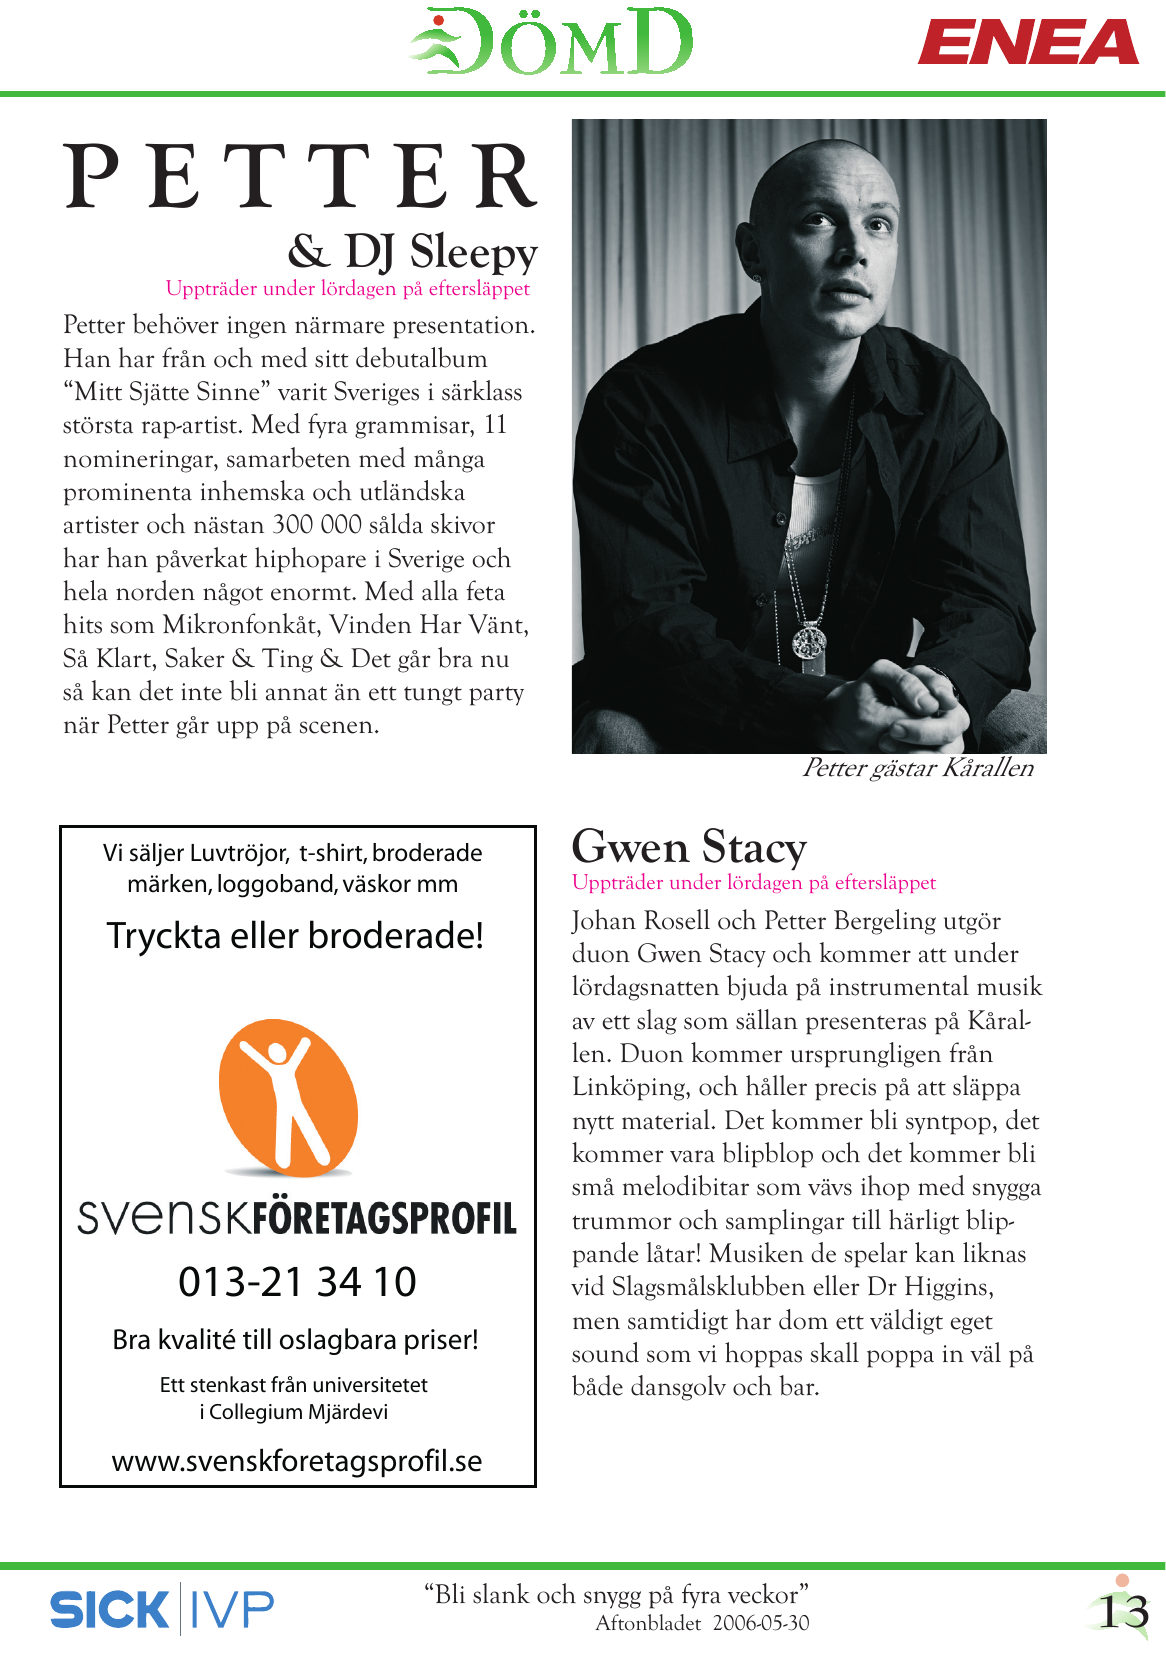 DÖMD
ENEA
PETTER
& DJ Sleepy
Uppträder under lördagen på eftersläppet
Petter behöver ingen närmare presentation.
Han har från och med sitt debutalbum
“Mitt Sjätte Sinne” varit Sveriges i särklass
största rap-artist. Med fyra grammisar, 11
nomineringar, samarbeten med många
prominenta inhemska och utländska
artister och nästan 300 000 sålda skivor
har han påverkat hiphopare i Sverige och
hela norden något enormt. Med alla feta
hits som Mikronfonkåt, Vinden Har Vänt,
Så Klart, Saker & Ting & Det går bra nu
så kan det inte bli annat än ett tungt party
när Petter går upp på scenen.
Petter gästar Kårallen
Vi säljer Luvtröjor, t-shirt, broderade
märken, loggoband, väskor mm
Tryckta eller broderade!
svenskFÖRETAGSPROFIL
013-21 34 10
Bra kvalité till oslagbara priser!
Ett stenkast från universitetet
i Collegium Mjärdevi
www.svenskforetagsprofil.se
Gwen Stacy
Uppträder under lördagen på eftersläppet
Johan Rosell och Petter Bergeling utgör
duon Gwen Stacy och kommer att under
lördagsnatten bjuda på instrumental musik
av ett slag som sällan presenteras på Kåral-
len. Duon kommer ursprungligen från
Linköping, och håller precis på att släppa
nytt material. Det kommer bli syntpop, det
kommer vara blipblop och det kommer bli
små melodibitar som vävs ihop med snygga
trummor och samplingar till härligt blip-
pande låtar! Musiken de spelar kan liknas
vid Slagsmålsklubben eller Dr Higgins,
men samtidigt har dom ett väldigt eget
sound som vi hoppas skall poppa in väl på
både dansgolv och bar.
SICK IVP
“Bli slank och snygg på fyra veckor”
Aftonbladet 2006-05-30
13